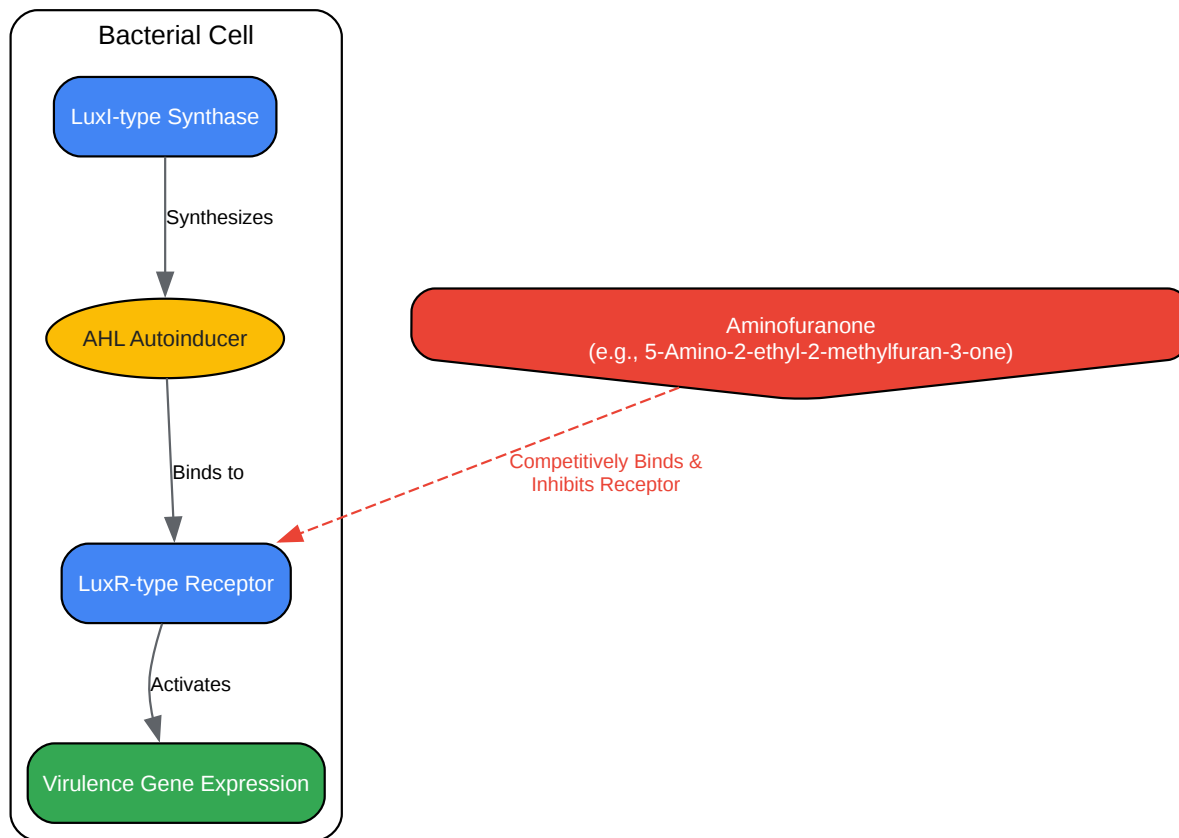 Bacterial Cell
LuxI-type Synthase
Synthesizes
AHL Autoinducer
Aminofuranone
(e.g., 5-Amino-2-ethyl-2-methylfuran-3-one)
Binds to
Competitively Binds &
Inhibits Receptor
LuxR-type Receptor
Activates
Virulence Gene Expression